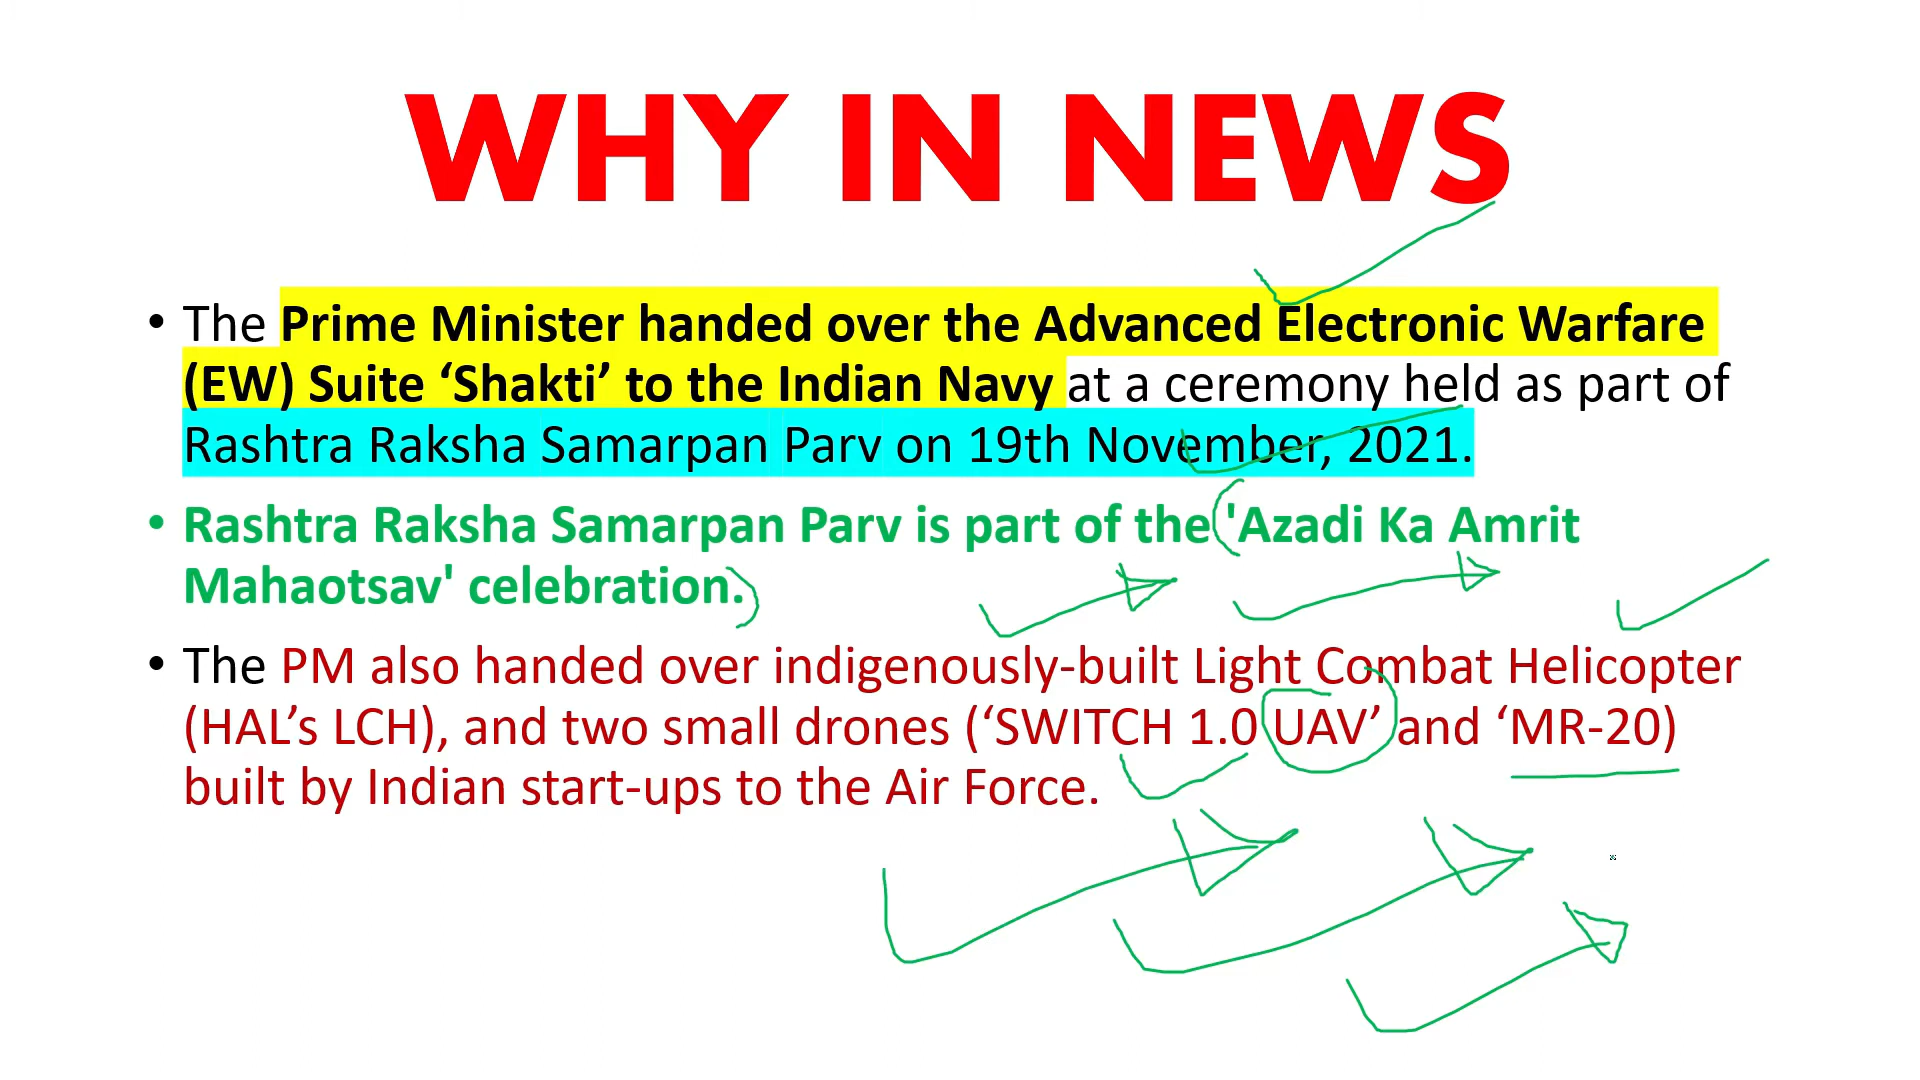 WHY IN NEWS
• The Prime Minister handed over the Advanced Electronic Warfare
(EW) Suite ‘Shakti’ to the Indian Navy at a ceremony held as part of
Rashtra Raksha Samarpan Parv on 19th November, 2021.
• Rashtra Raksha Samarpan Parv is part of the 'Azadi Ka Amrit
Mahaotsav' celebration.
• The PM also handed over indigenously-built Light Combat Helicopter
(HAL’s LCH), and two small drones (‘SWITCH 1.0 UAV’ and ‘MR-20)
built by Indian start-ups to the Air Force.